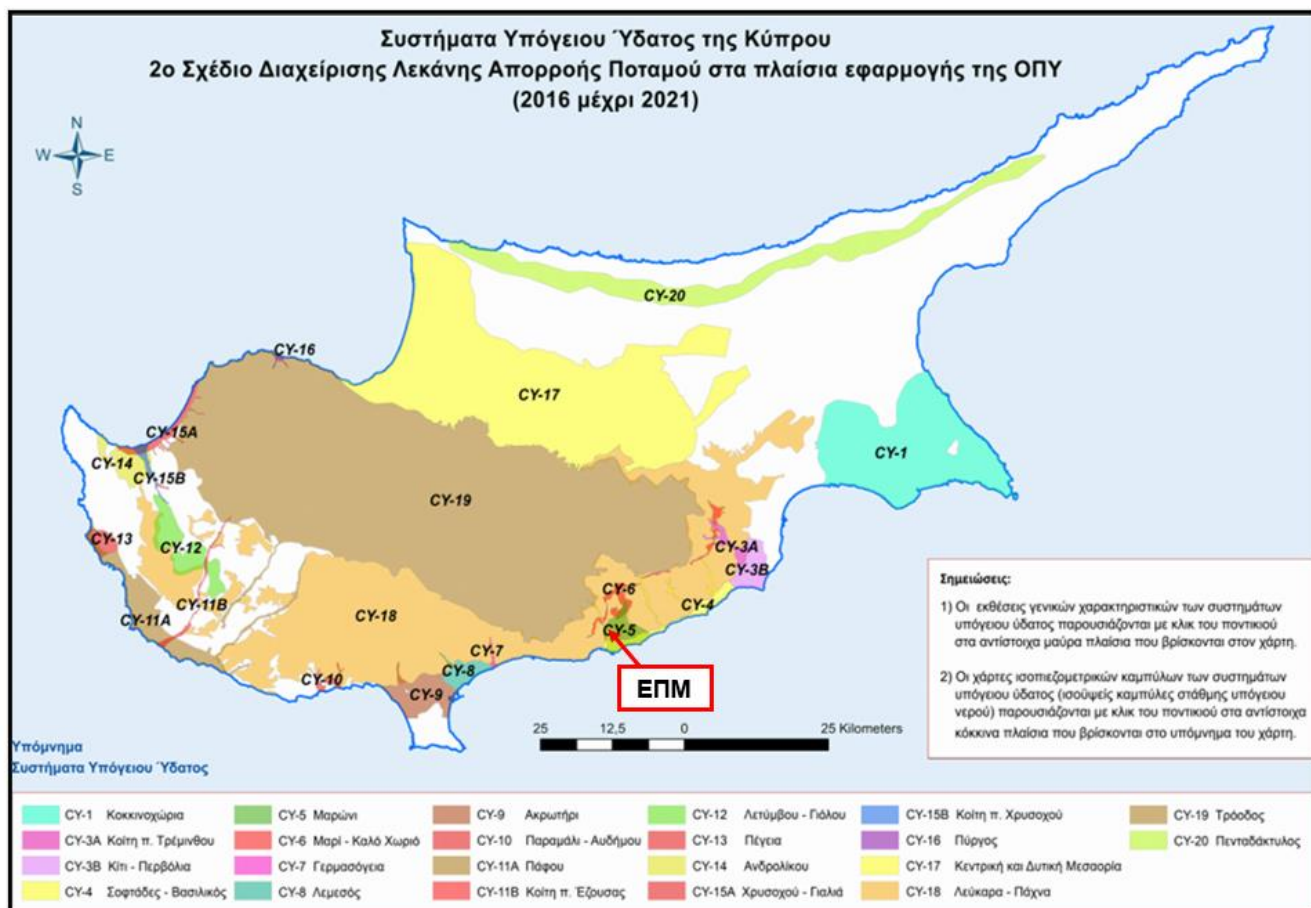 Συστήματα Υπόγειου Ύδατος της Κύπρου
2ο Σχέδιο Διαχείρισης Λεκάνης Απορροής Ποταμού στα πλαίσια εφαρμογής της ΟΠΥ
(2016 μέχρι 2021)
N
W E
S
CY-20
CY-16
CY-17
CY-15A
CY-14
CY-15B
CY-1
CY-19
CY-13
CY-12
CY-3A
CY-3B
CY-6
CY-11B
CY-4
CY-11A
CY-18
CY-5
CY-7
CY-8
CY-10
CY-9
ΕΠΜ
25 12,5 0 25 Kilometers
Σημειώσεις:
1) Οι εκθέσεις γενικών χαρακτηριστικών των συστημάτων
υπόγειου ύδατος παρουσιάζονται με κλικ του ποντικιού
στα αντίστοιχα μαύρα πλαίσια που βρίσκονται στον χάρτη.
2) Οι χάρτες ισοπιεζομετρικών καμπύλων των συστημάτων
υπόγειου ύδατος (ισοϋψείς καμπύλες στάθμης υπόγειου
νερού) παρουσιάζονται με κλικ του ποντικιού στα αντίστοιχα
κόκκινα πλαίσια που βρίσκονται στο υπόμνημα του χάρτη.
Υπόμνημα
Συστήματα Υπόγειου Ύδατος
CY-1 Κοκκινοχώρια
CY-3A Κοίτη π. Τρέμινθου
CY-3B Κίτι - Περβόλια
CY-4 Σοφτάδες - Βασιλικός
CY-5 Μαρώνι
CY-6 Μαρί - Καλό Χωριό
CY-7 Γερμασόγεια
CY-8 Λεμεσός
CY-9 Ακρωτήρι
CY-10 Παραμάλι - Αυδήμου
CY-11A Πάφου
CY-11B Κοίτη π. Έζουσας
CY-12 Λετύμβου - Γιόλου
CY-13 Πέγεια
CY-14 Ανδρολίκου
CY-15A Χρυσοχού - Γιαλιά
CY-15B Κοίτη π. Χρυσοχού
CY-16 Πύργος
CY-17 Κεντρική και Δυτική Μεσαορία
CY-18 Λεύκαρα - Πάχνα
CY-19 Τρόοδος
CY-20 Πενταδάκτυλος